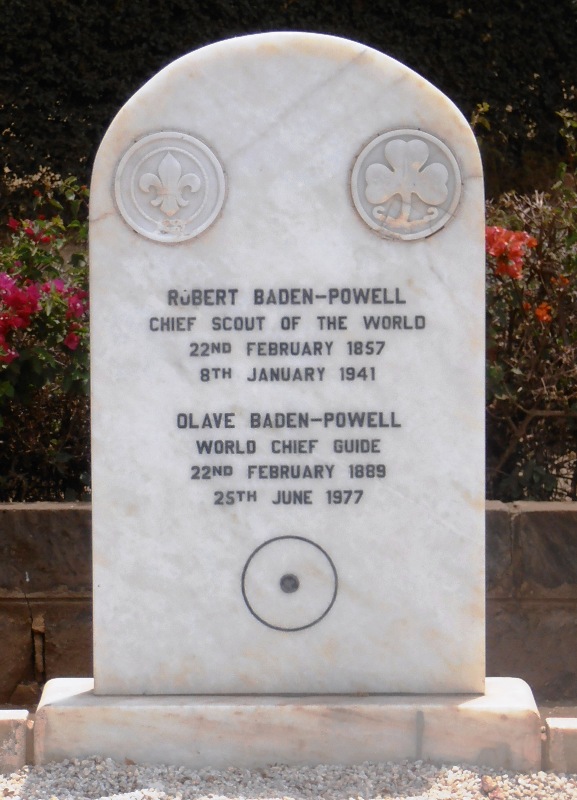 ROBERT BADEN-POWELL
CHIEF SCOUT OF THE WORLD
22ND FEBRUARY 1857
8TH JANUARY 1941
OLAVE BADEN-POWELL
WORLD CHIEF GUIDE
22ND FEBRUARY 1889
25TH JUNE 1977